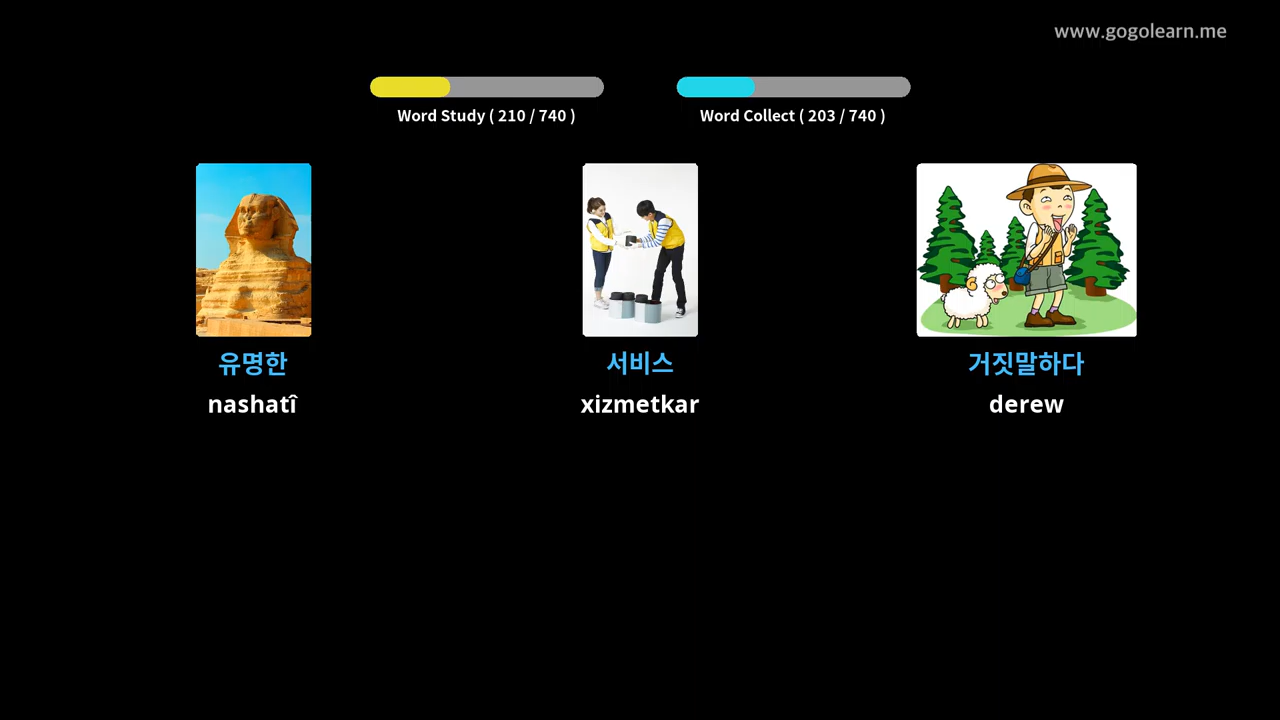 www.gogolearn.me
Word Study ( 210 / 740 )
Word Collect ( 203 / 740 )
유명한
nashatî
서비스
xizmetkar
거짓말하다
derew